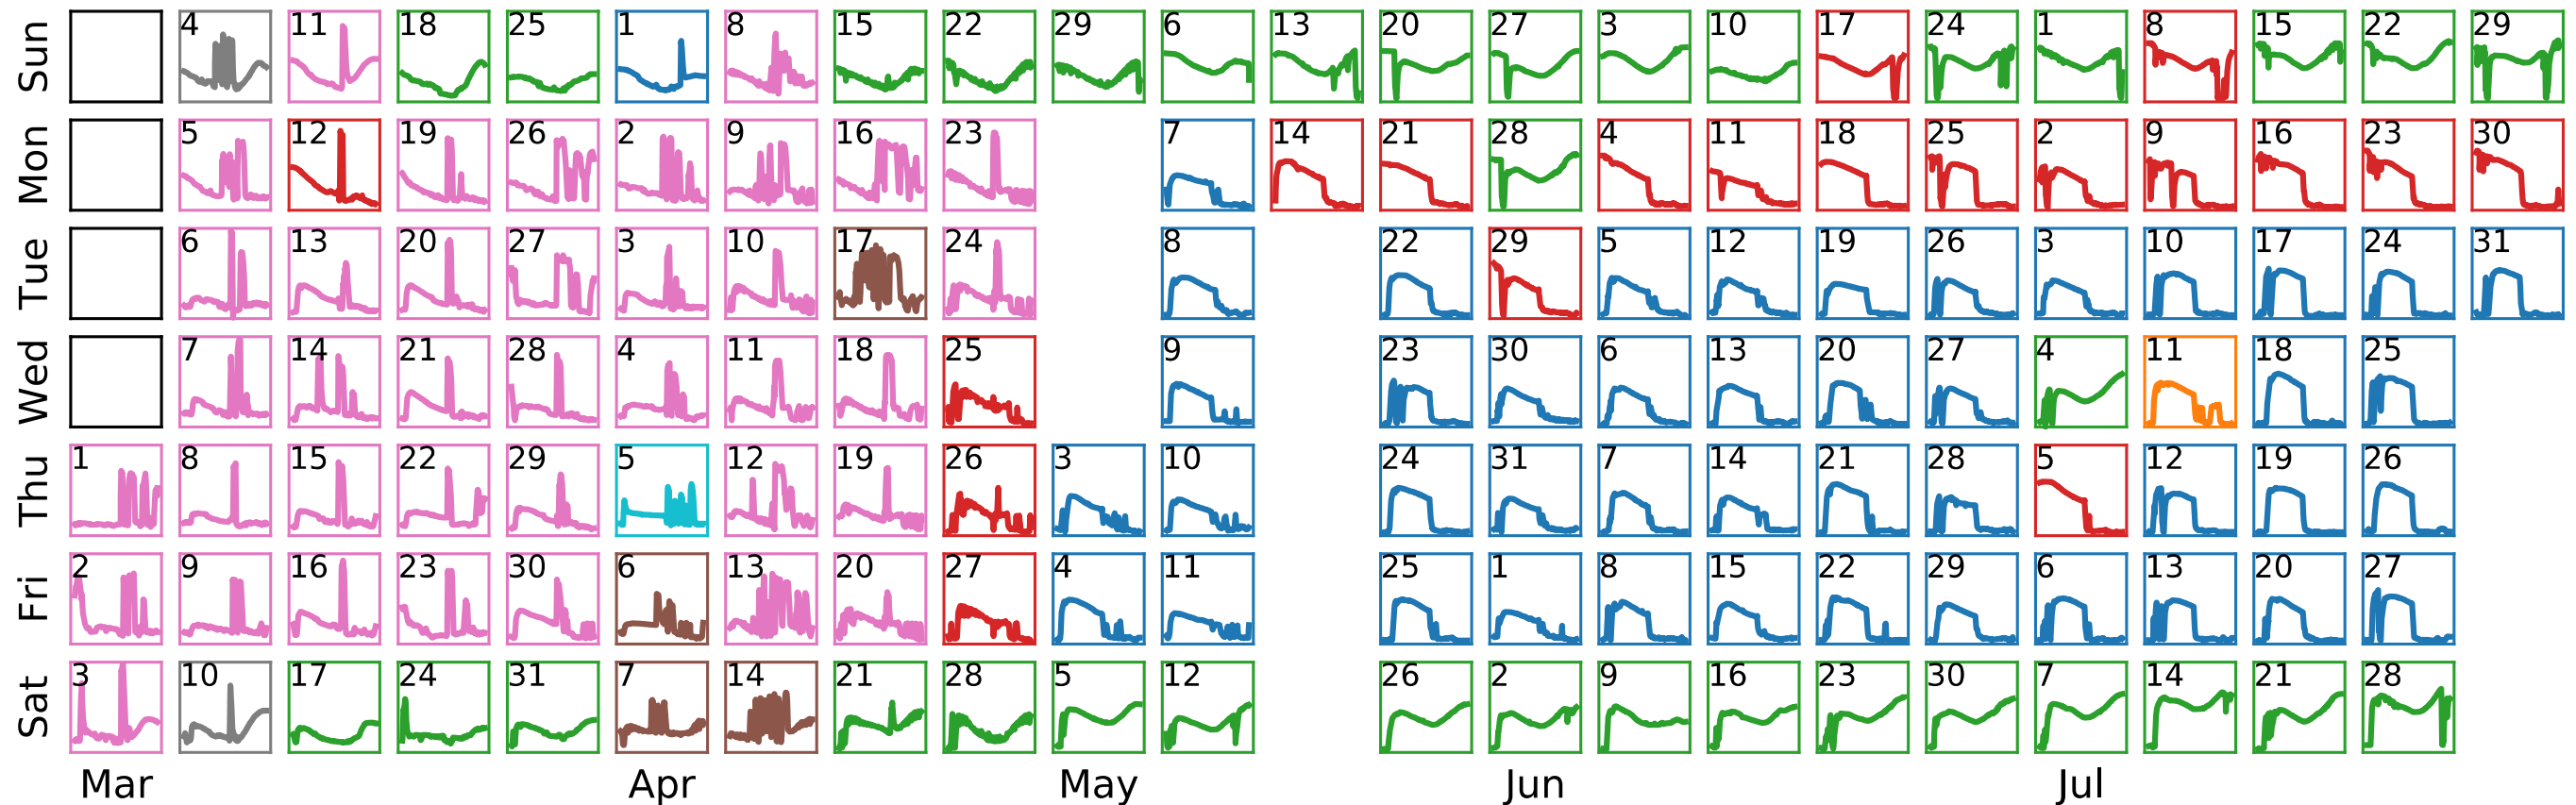 Sun 4 11 18 25 1 8 15 22 29 6 13 20 27 3 10 17 24 1 8 15 22 29
Mon 5 12 19 26 2 9 16 23 7 14 21 28 4 11 18 25 2 9 16 23 30
Tue 6 13 20 27 3 10 17 24 8 22 29 5 12 19 26 3 10 17 24 31
Wed 7 14 21 28 4 11 18 25 9 23 30 6 13 20 27 4 11 18 25
Thu 1 8 15 22 29 5 12 19 26 3 10 24 31 7 14 21 28 5 12 19 26
Fri 2 9 16 23 30 6 13 20 27 4 11 25 1 8 15 22 29 6 13 20 27
Sat 3 10 17 24 31 7 14 21 28 5 12 26 2 9 16 23 30 7 14 21 28
Mar Apr May Jun Jul